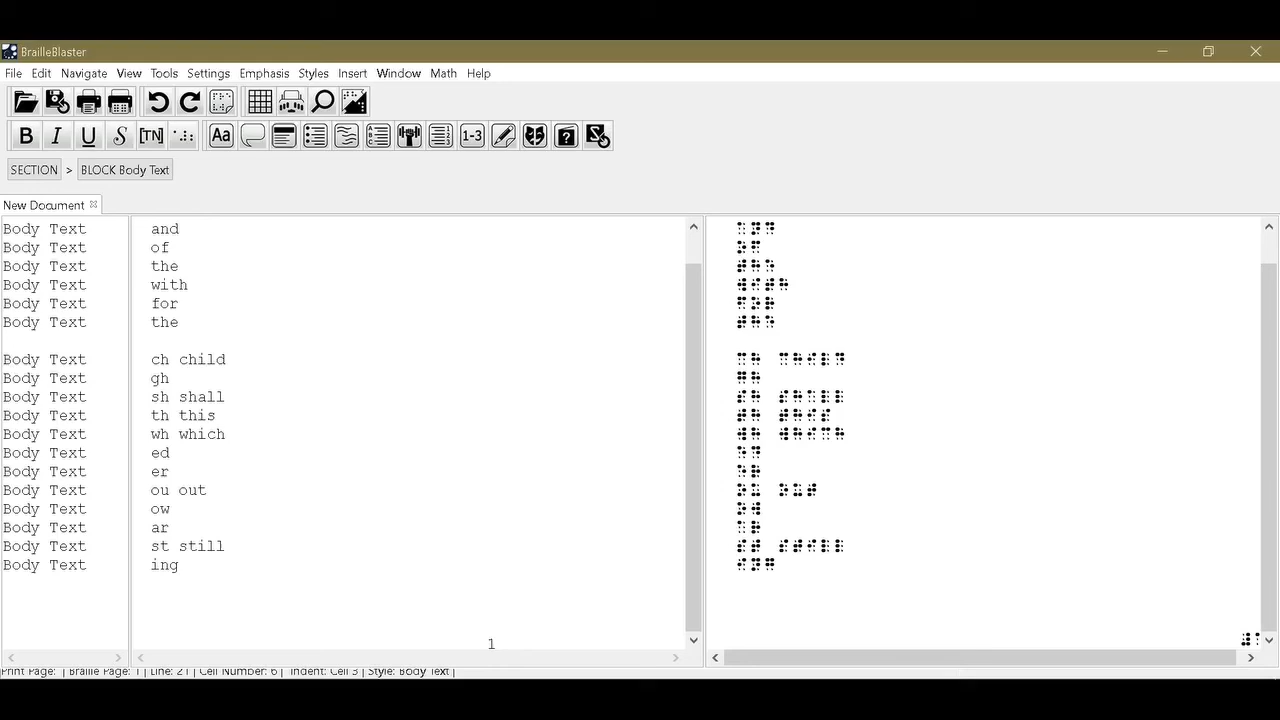 BrailleBlaster
File Edit Navigate View Tools Settings Emphasis Styles Insert Window Math Help
B I U S [TN] Aa 1-3
SECTION > BLOCK Body Text
New Document
Body Text and ⠁⠝⠙
Body Text of ⠕⠋
Body Text the ⠞⠓⠑
Body Text with ⠺⠊⠞⠓
Body Text for ⠋⠕⠗
Body Text the ⠞⠓⠑
Body Text ch child ⠉⠓ ⠉⠓⠊⠇⠙
Body Text gh ⠛⠓
Body Text sh shall ⠎⠓ ⠎⠓⠁⠇⠇
Body Text th this ⠞⠓ ⠞⠓⠊⠎
Body Text wh which ⠺⠓ ⠺⠓⠊⠉⠓
Body Text ed ⠑⠙
Body Text er ⠑⠗
Body Text ou out ⠕⠥ ⠕⠥⠞
Body Text ow ⠕⠺
Body Text ar ⠁⠗
Body Text st still ⠎⠞ ⠎⠞⠊⠇⠇
Body Text ing ⠊⠝⠛
1
Print Page: | Braille Page: 1 | Line: 21 | Cell Number: 6 | Indent: Cell 3 | Style: Body Text |